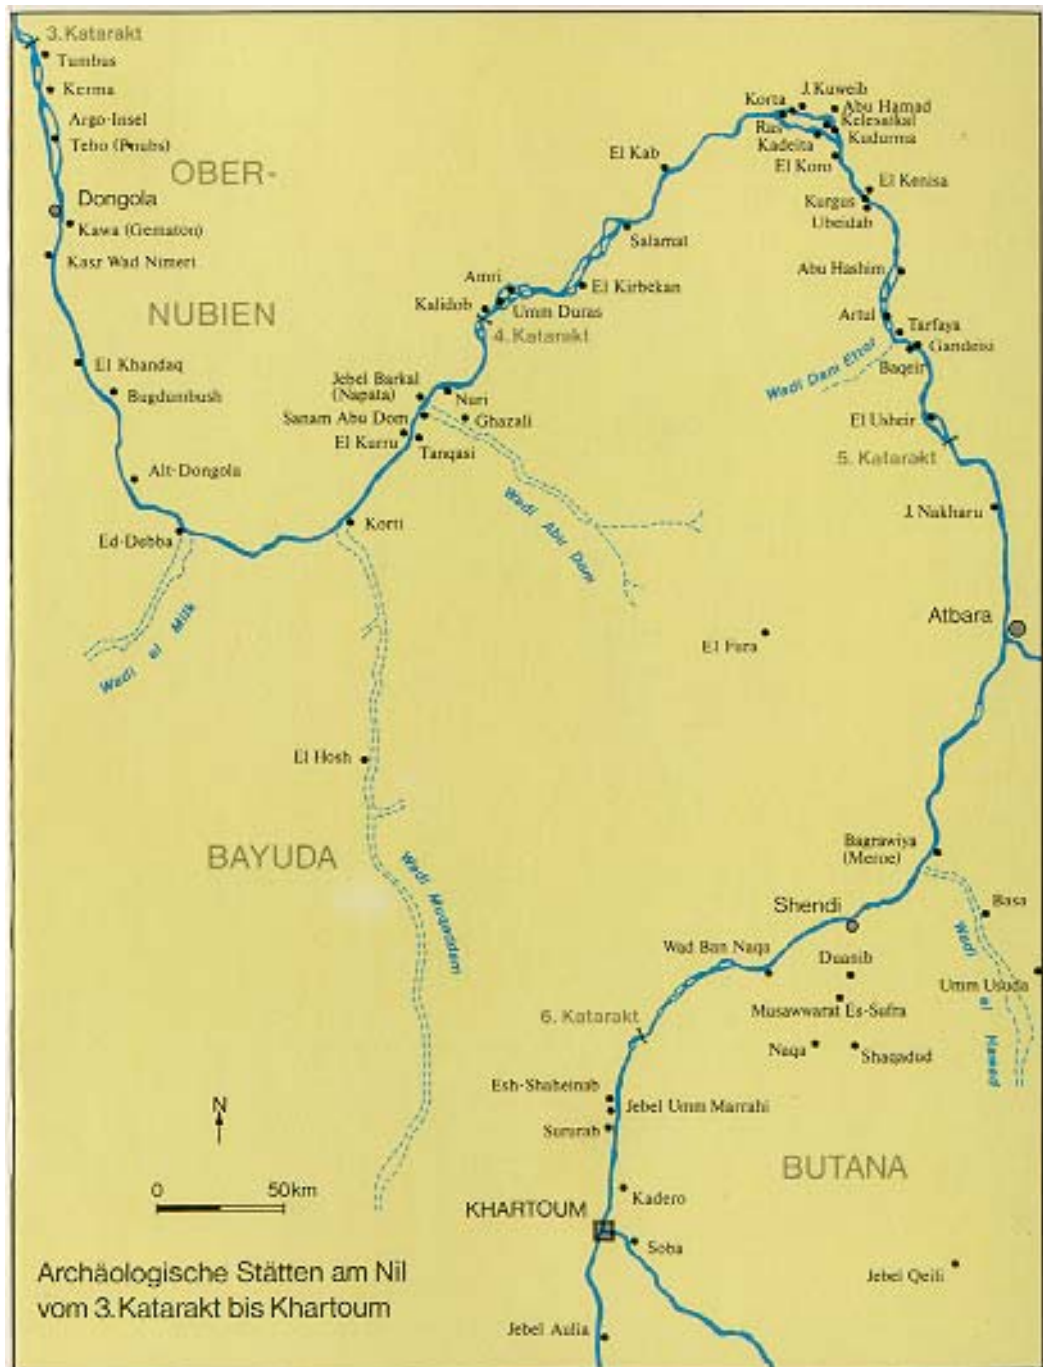 3. Katarakt
Tumbus
Kerma
Argo-Insel
Tebo (Pnubs)
OBER-
Dongola
Kawa (Gematon)
Kasr Wad Nimeri
NUBIEN
El Khandaq
Bugdumbush
Alt-Dongola
Ed-Debba
Wadi el Milk
Korti
Jebel Barkal
(Napata)
Nuri
Sanam Abu Dom
Ghazali
El Kurru
Tanqasi
Wadi Abu Dom
Amri
Kalidob
Umm Duras
4. Katarakt
El Kirbekan
Salamat
El Kab
Korta
J. Kuweib
Ras
Abu Hamad
Kadeita
Kudurma
El Koro
El Kenisa
Kurgus
Ubeidab
Abu Hashim
Artul
Tarfaya
Gandeisi
Baqeir
El Usheir
5. Katarakt
J. Nakharu
Atbara
El Fura
El Hosh
BAYUDA
Wadi Muqaddam
Bagrawiya
(Meroe)
Shendi
Basa
Wad Ban Naqa
Duanib
Umm Usuda
Wadi el Hawad
Musawwarat Es-Sufra
6. Katarakt
Naqa
Shaqadud
Esh-Shaheinab
Jebel Umm Marrahi
Sururab
N
BUTANA
0 50km
Kadero
KHARTOUM
Soba
Jebel Qeili
Archäologische Stätten am Nil
vom 3. Katarakt bis Khartoum
Jebel Aulia